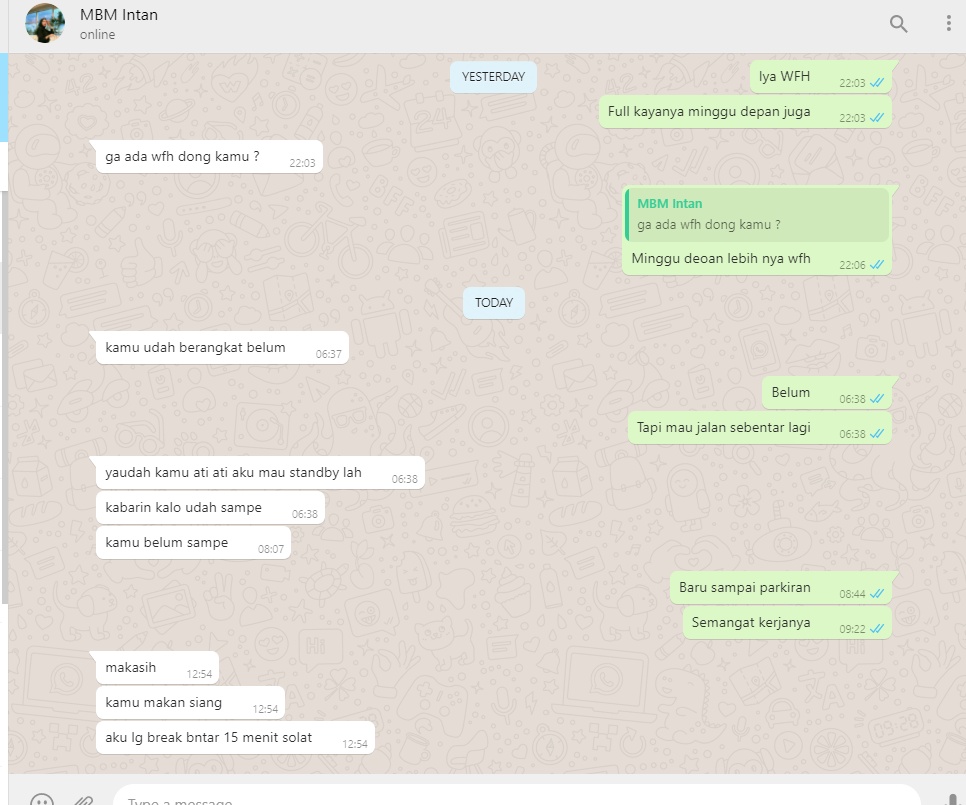 MBM Intan
online
YESTERDAY
Iya WFH 22:03
Full kayanya minggu depan juga 22:03
ga ada wfh dong kamu ? 22:03
MBM Intan
ga ada wfh dong kamu ?
Minggu deoan lebih nya wfh 22:06
TODAY
kamu udah berangkat belum 06:37
Belum 06:38
Tapi mau jalan sebentar lagi 06:38
yaudah kamu ati ati aku mau standby lah 06:38
kabarin kalo udah sampe 06:38
kamu belum sampe 08:07
Baru sampai parkiran 08:44
Semangat kerjanya 09:22
makasih 12:54
kamu makan siang 12:54
aku lg break bntar 15 menit solat 12:54
Type a message